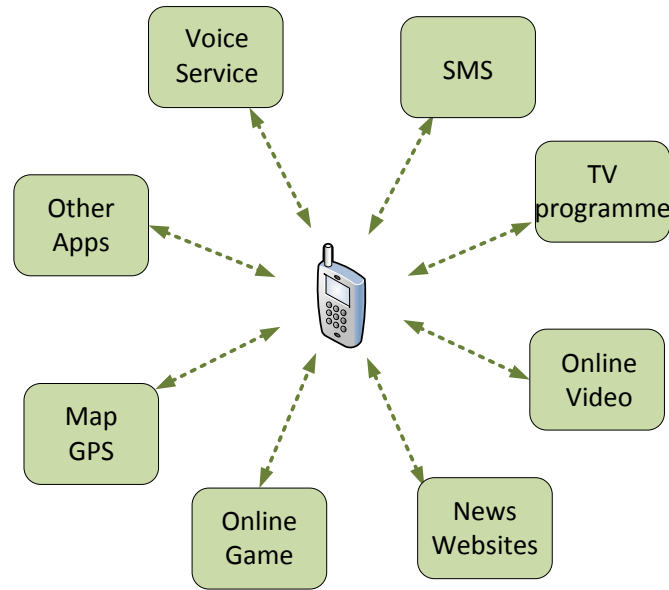 Voice
Service
SMS
TV
programme
Other
Apps
Online
Video
Map
GPS
News
Websites
Online
Game